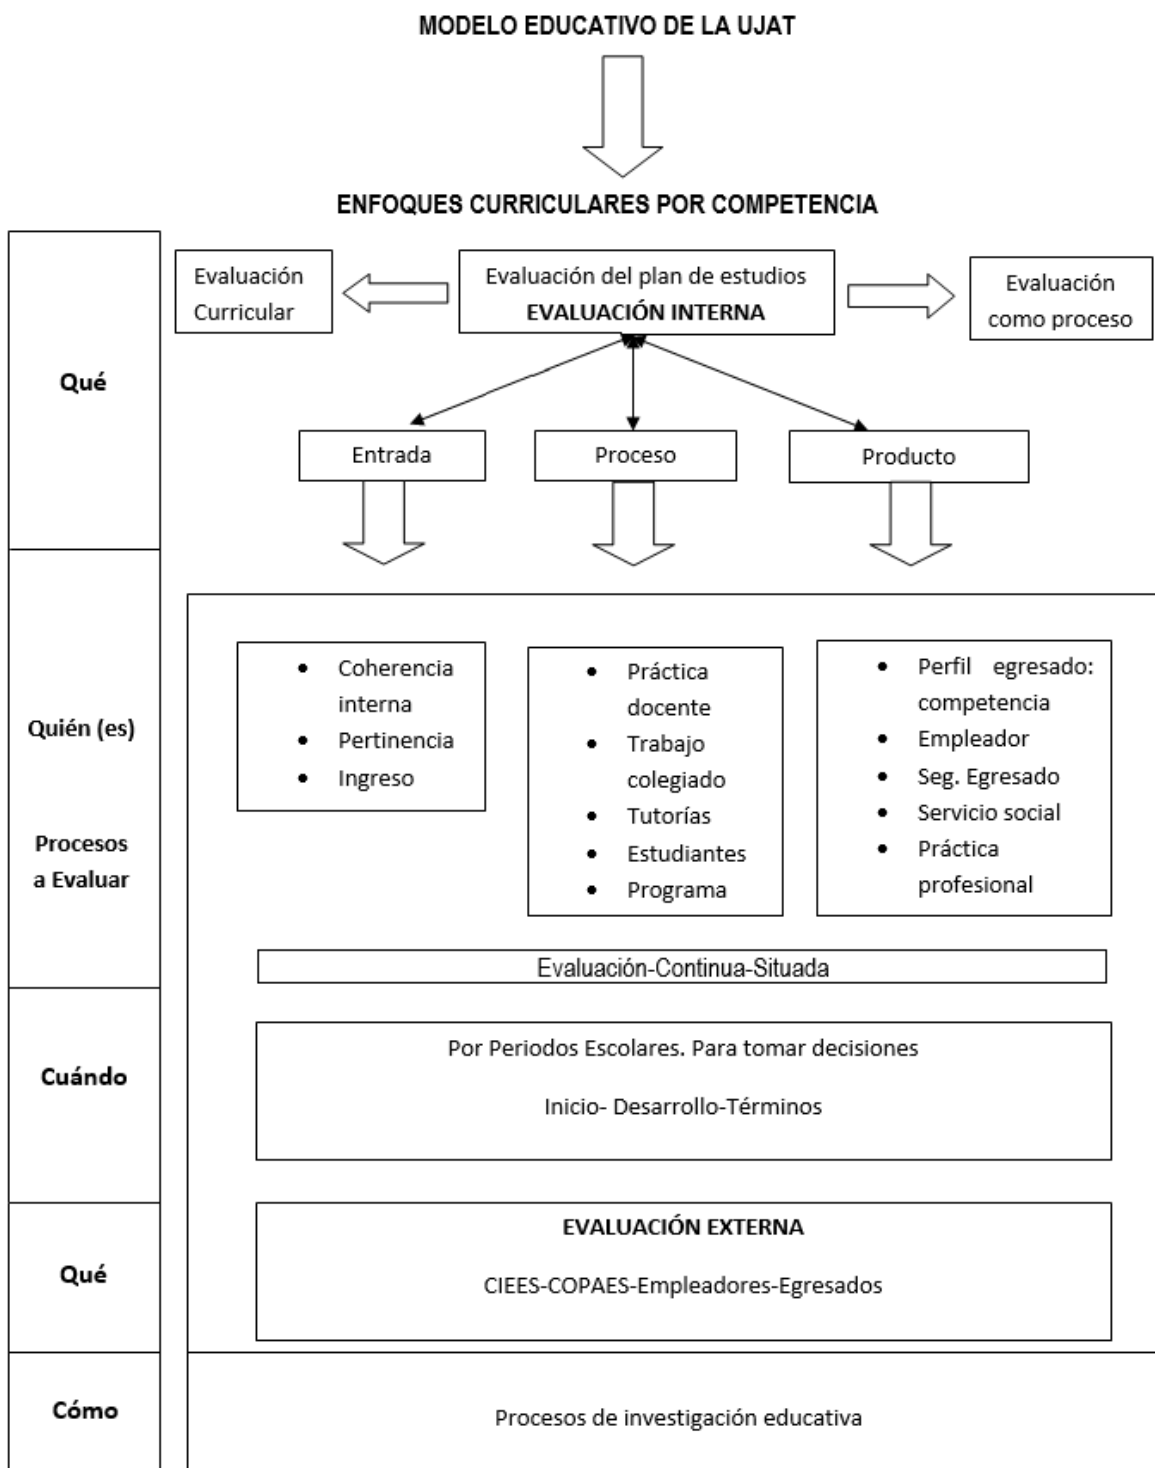 MODELO EDUCATIVO DE LA UJAT
ENFOQUES CURRICULARES POR COMPETENCIA
Qué
Evaluación
Curricular
Evaluación del plan de estudios
EVALUACIÓN INTERNA
Evaluación
como proceso
Entrada
Proceso
Producto
Quién (es)
Procesos
a Evaluar
• Coherencia
interna
• Pertinencia
• Ingreso
• Práctica
docente
• Trabajo
colegiado
• Tutorías
• Estudiantes
• Programa
• Perfil egresado:
competencia
• Empleador
• Seg. Egresado
• Servicio social
• Práctica
profesional
Evaluación-Continua-Situada
Cuándo
Por Periodos Escolares. Para tomar decisiones
Inicio- Desarrollo-Términos
Qué
EVALUACIÓN EXTERNA
CIEES-COPAES-Empleadores-Egresados
Cómo
Procesos de investigación educativa